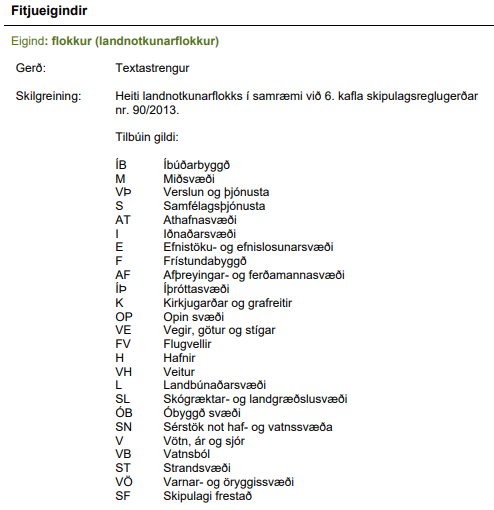 Fitjueigindir
Eigind: flokkur (landnotkunarflokkur)
Gerð: Textastrengur
Skilgreining: Heiti landnotkunarflokks í samræmi við 6. kafla skipulagsreglugerðar
nr. 90/2013.
Tilbúin gildi:
ÍB Íbúðarbyggð
M Miðsvæði
VÞ Verslun og þjónusta
S Samfélagsþjónusta
AT Athafnasvæði
I Iðnaðarsvæði
E Efnistöku- og efnislosunarsvæði
F Frístundabyggð
AF Afþreyingar- og ferðamannasvæði
ÍÞ Íþróttasvæði
K Kirkjugarðar og grafreitir
OP Opin svæði
VE Vegir, götur og stígar
FV Flugvellir
H Hafnir
VH Veitur
L Landbúnaðarsvæði
SL Skógræktar- og landgræðslusvæði
ÓB Óbyggð svæði
SN Sérstök not haf- og vatnssvæða
V Vötn, ár og sjór
VB Vatnsból
ST Strandsvæði
VÖ Varnar- og öryggissvæði
SF Skipulagi frestað